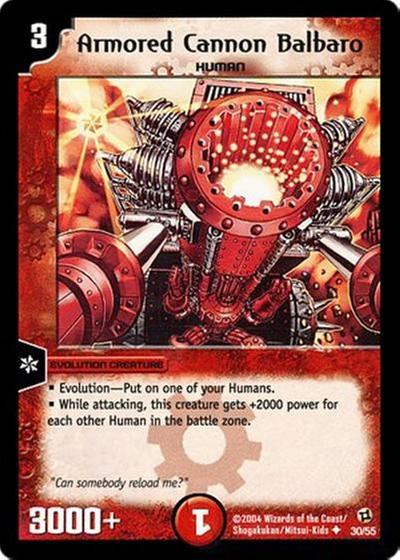 3 Armored Cannon Balbaro
HUMAN
EVOLUTION CREATURE
▪ Evolution—Put on one of your Humans.
▪ While attacking, this creature gets +2000 power for
each other Human in the battle zone.
"Can somebody reload me?"
3000+
1
©2004 Wizards of the Coast/
Shogakukan/Mitsui-Kids ♦ 30/55